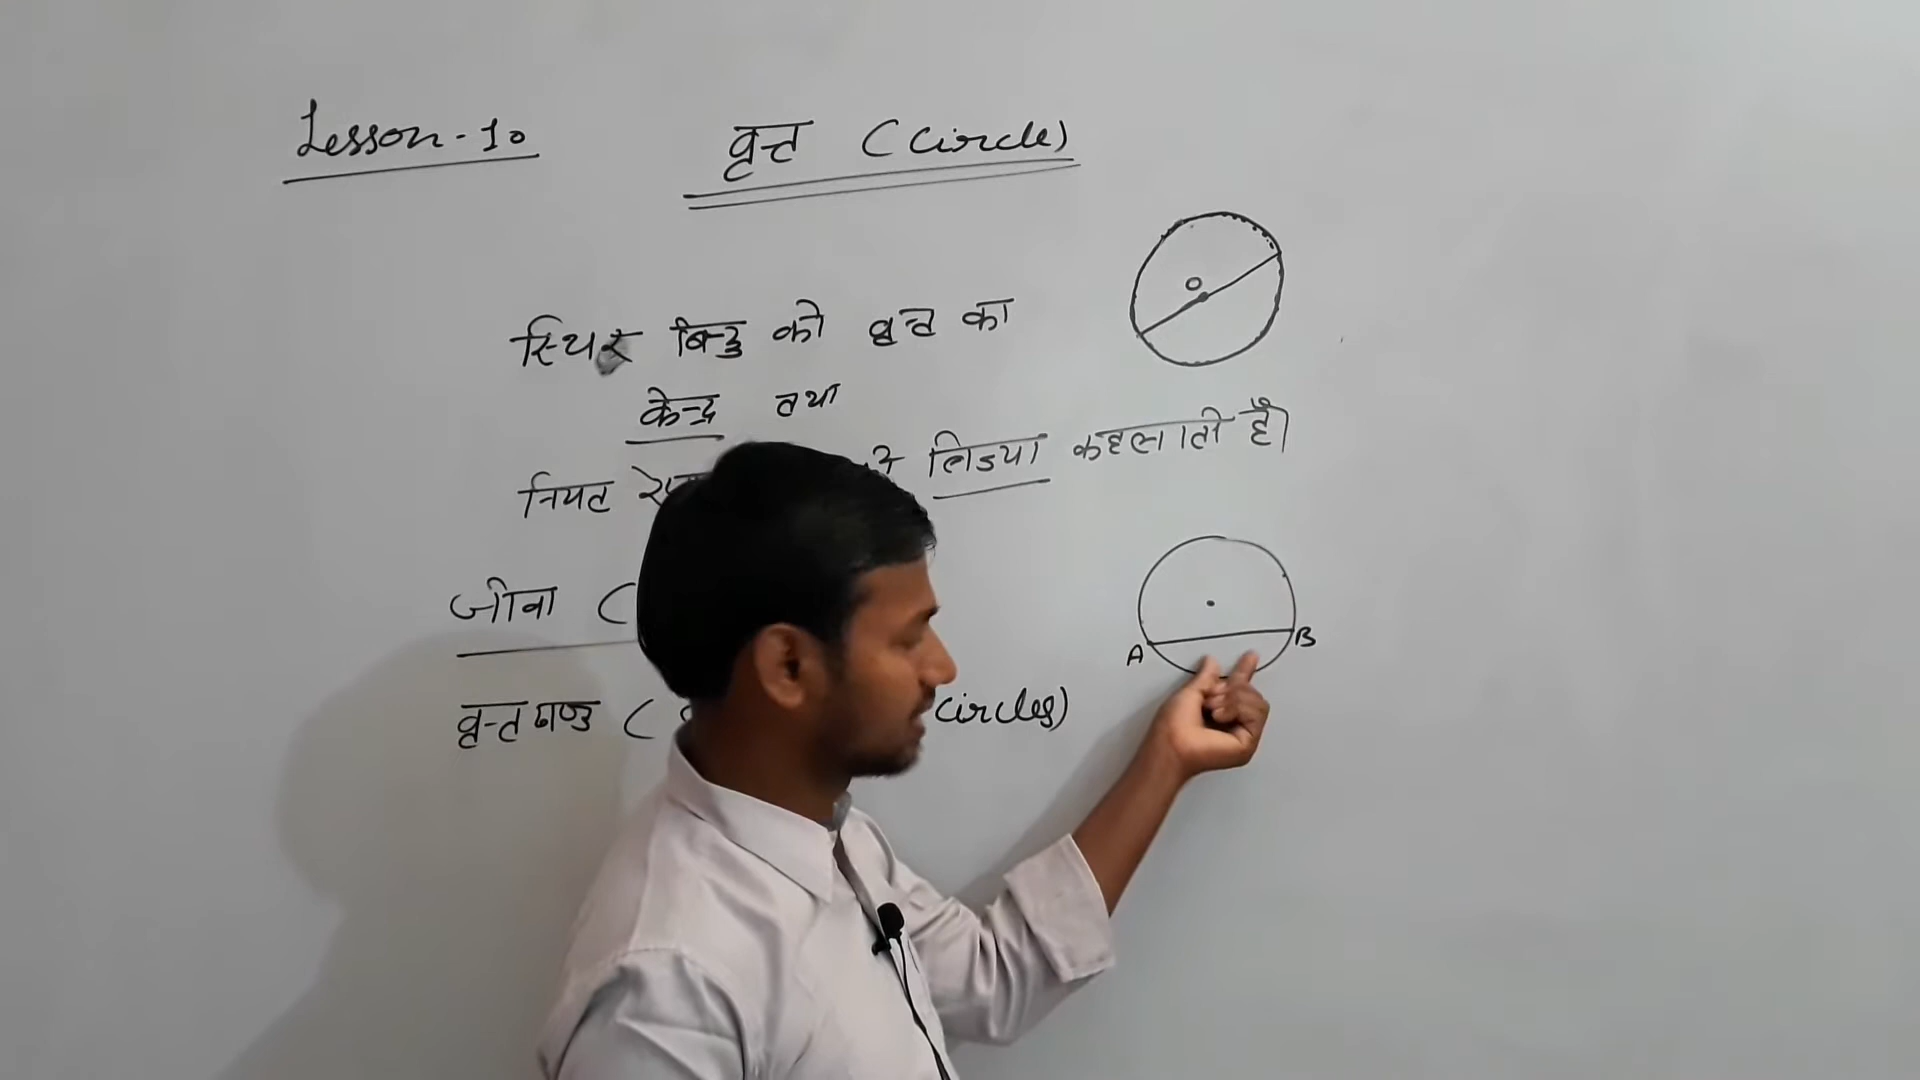 Lesson-10
वृत्त (Circle)
O
स्थिर बिन्दु को वृत्त का
केन्द्र तथा
नियत त्रिज्या कहलाती है।
जीवा (
A B
वृत्तखण्ड ( Circles)